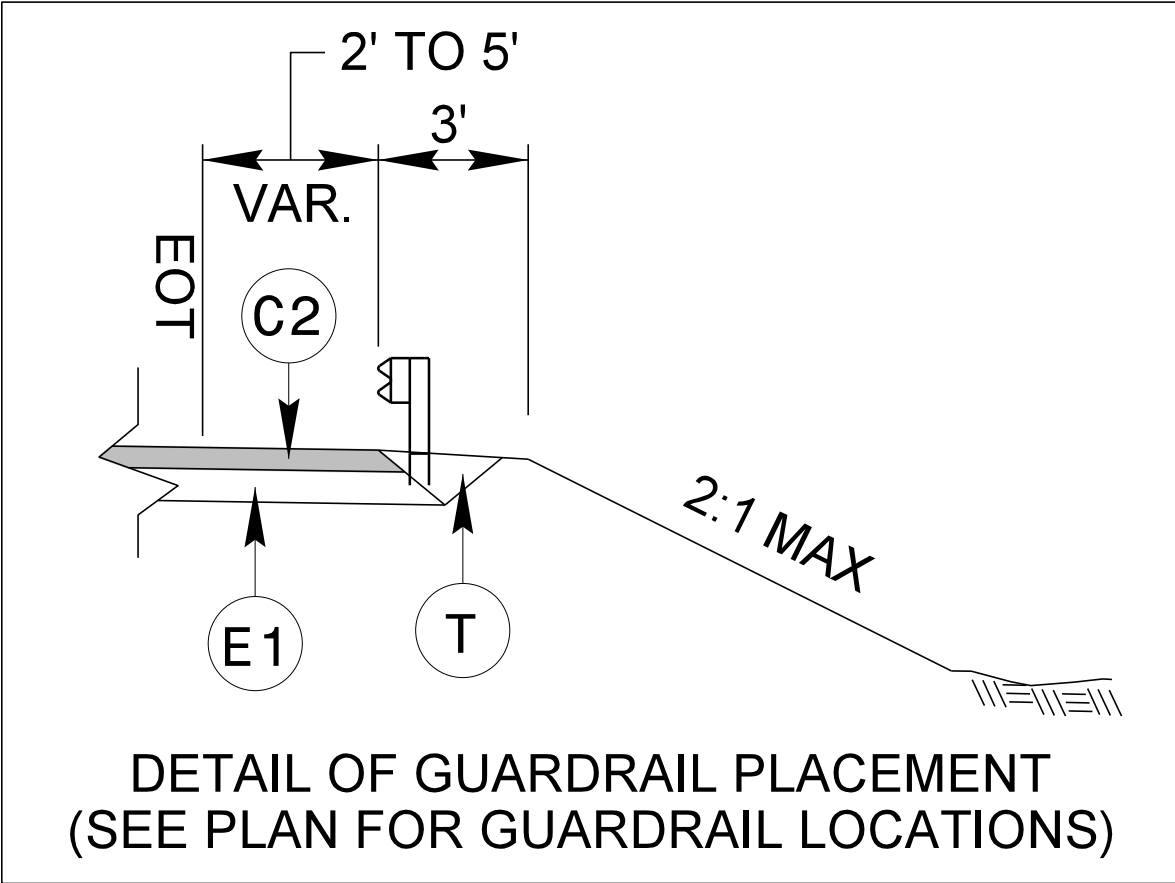 2' TO 5'
3'
VAR.
EOT
C2
2:1 MAX
E1
T
DETAIL OF GUARDRAIL PLACEMENT
(SEE PLAN FOR GUARDRAIL LOCATIONS)